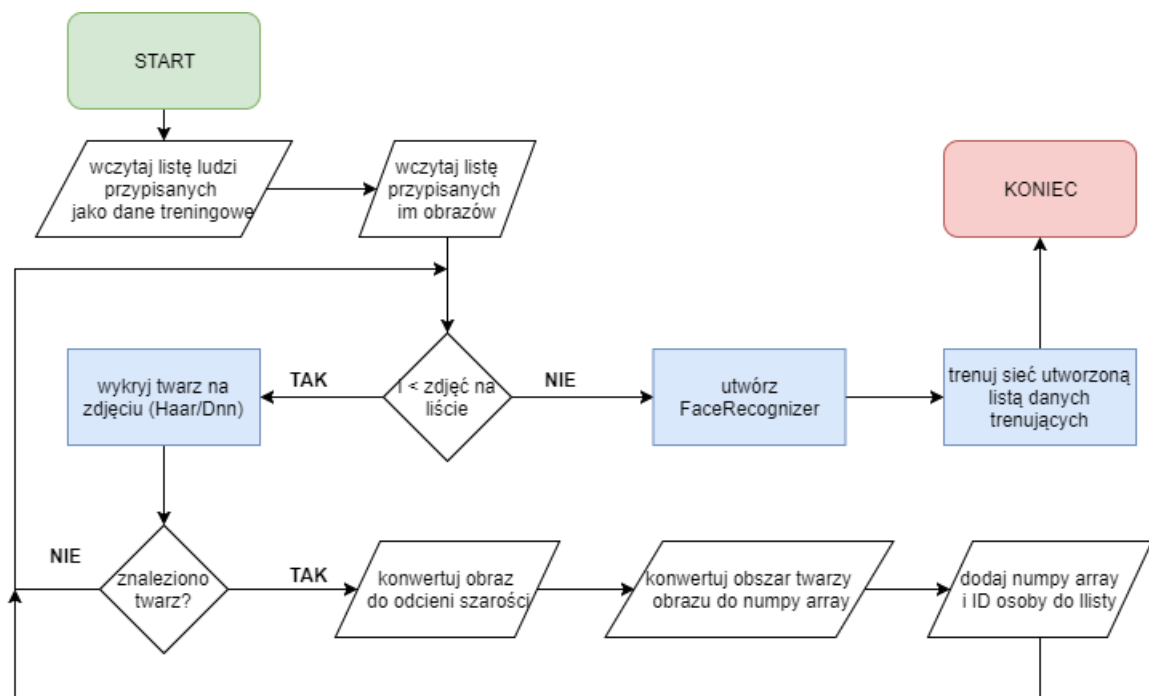 START
wczytaj listę ludzi
przypisanych
jako dane treningowe
wczytaj listę
przypisanych
im obrazów
KONIEC
wykryj twarz na
zdjęciu (Haar/Dnn)
TAK
I < zdjęć na
liście
NIE
utwórz
FaceRecognizer
trenuj sieć utworzoną
listą danych
trenujących
NIE
znaleziono
twarz?
TAK
konwertuj obraz
do odcieni szarości
konwertuj obszar twarzy
obrazu do numpy array
dodaj numpy array
i ID osoby do llisty